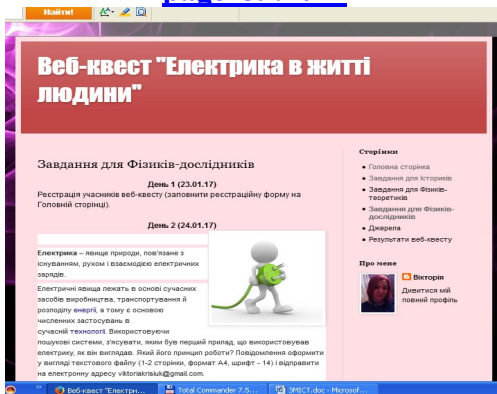 Найти!
Веб-квест "Електрика в житті
людини"
Завдання для Фізиків-дослідників
День 1 (23.01.17)
Реєстрація учасників веб-квесту (заповнити реєстраційну форму на
Головній сторінці).
День 2 (24.01.17)
Електрика – явище природи, пов'язане з
існуванням, рухом і взаємодією електричних
зарядів.
Електричні явища лежать в основі сучасних
засобів виробництва, транспортування й
розподілу енергії, а тому є основою
численних застосувань в
сучасній технології. Використовуючи
пошукові системи, з'ясувати, яким був перший прилад, що використовував
електрику, як він виглядав. Який його принцип роботи? Повідомлення оформити
у вигляді текстового файлу (1-2 сторінки, формат А4, шрифт - 14) і відправити
на електронну адресу viktoriakrisiuk@gmail.com.
Сторінки
Головна сторінка
Завдання для Істориків
Завдання для Фізиків-
теоретиків
Завдання для Фізиків-
дослідників
Джерела
Результати веб-квесту
Про мене
Вікторія
Дивитися мій
повний профіль
Веб-квест "Електри...
Total Commander 7.5...
ЗМІСТ.doc - Microsof...